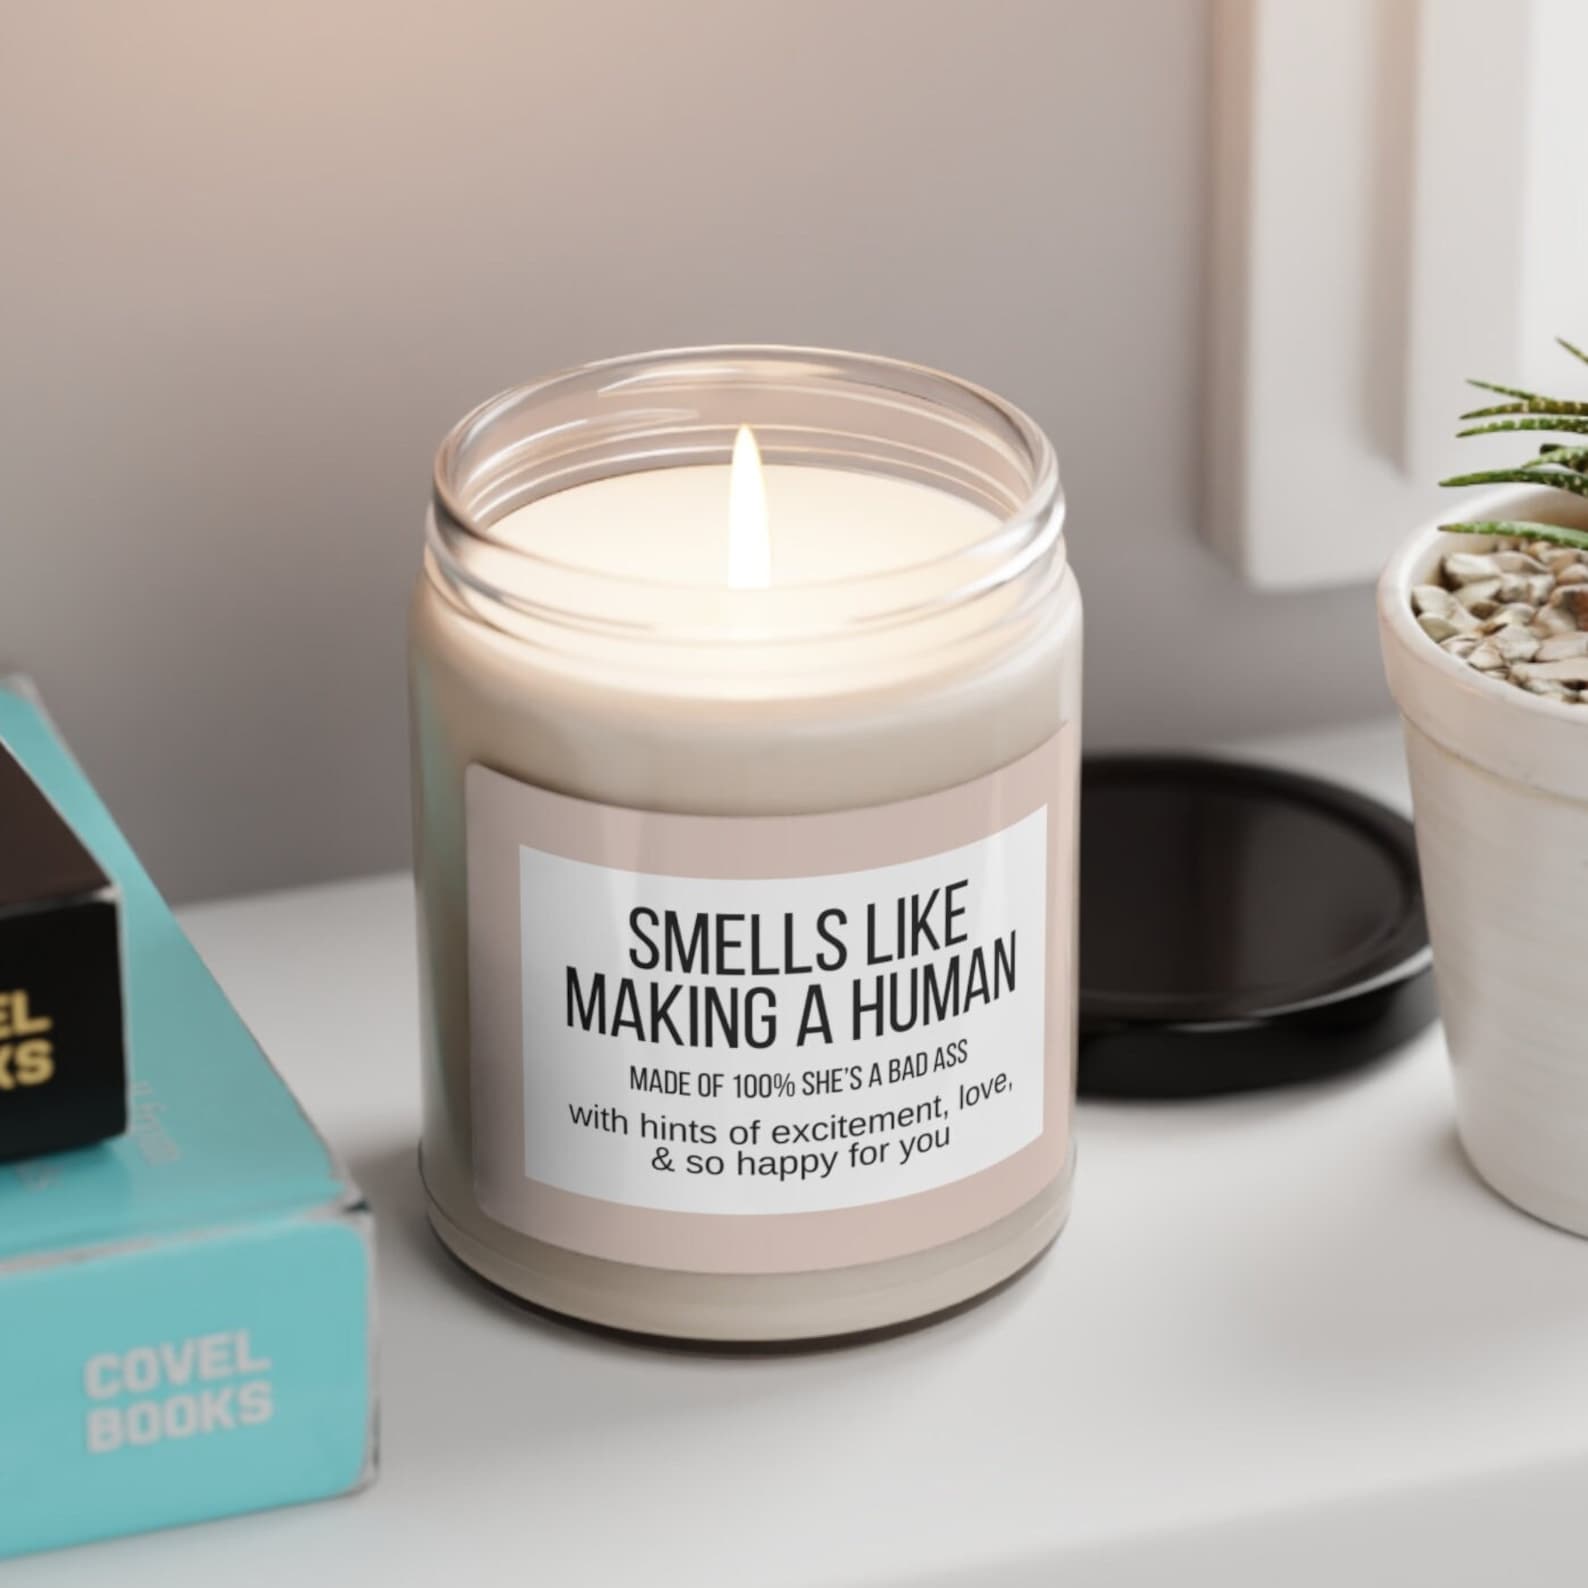 SMELLS LIKE
MAKING A HUMAN
MADE OF 100% SHE'S A BAD ASS
with hints of excitement, love,
& so happy for you
COVEL
BOOKS